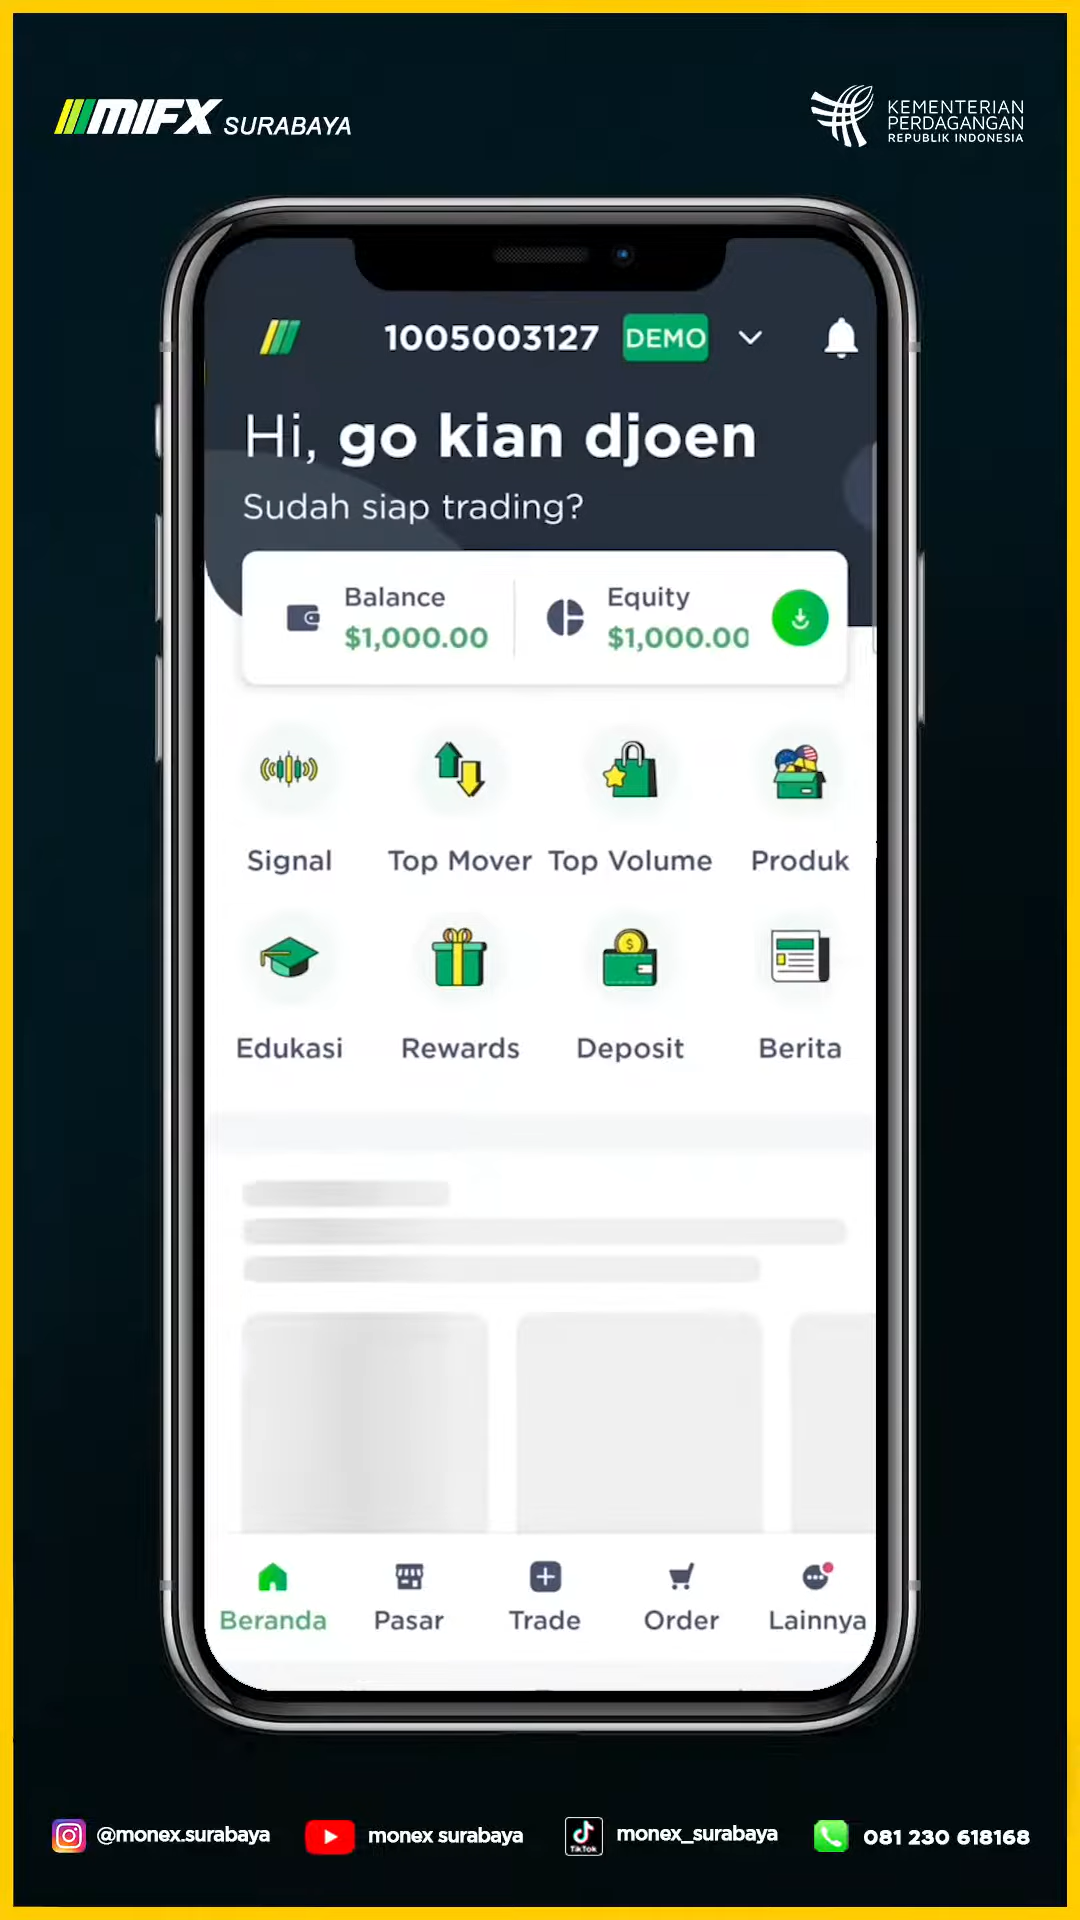 MIFX SURABAYA
KEMENTERIAN
PERDAGANGAN
REPUBLIK INDONESIA
1005003127 DEMO
Hi, go kian djoen
Sudah siap trading?
Balance
$1,000.00
Equity
$1,000.00
Signal
Top Mover
Top Volume
Produk
$
Edukasi
Rewards
Deposit
Berita
Beranda
Pasar
Trade
Order
Lainnya
@monex.surabaya
monex surabaya
TikTok
monex_surabaya
081 230 618168